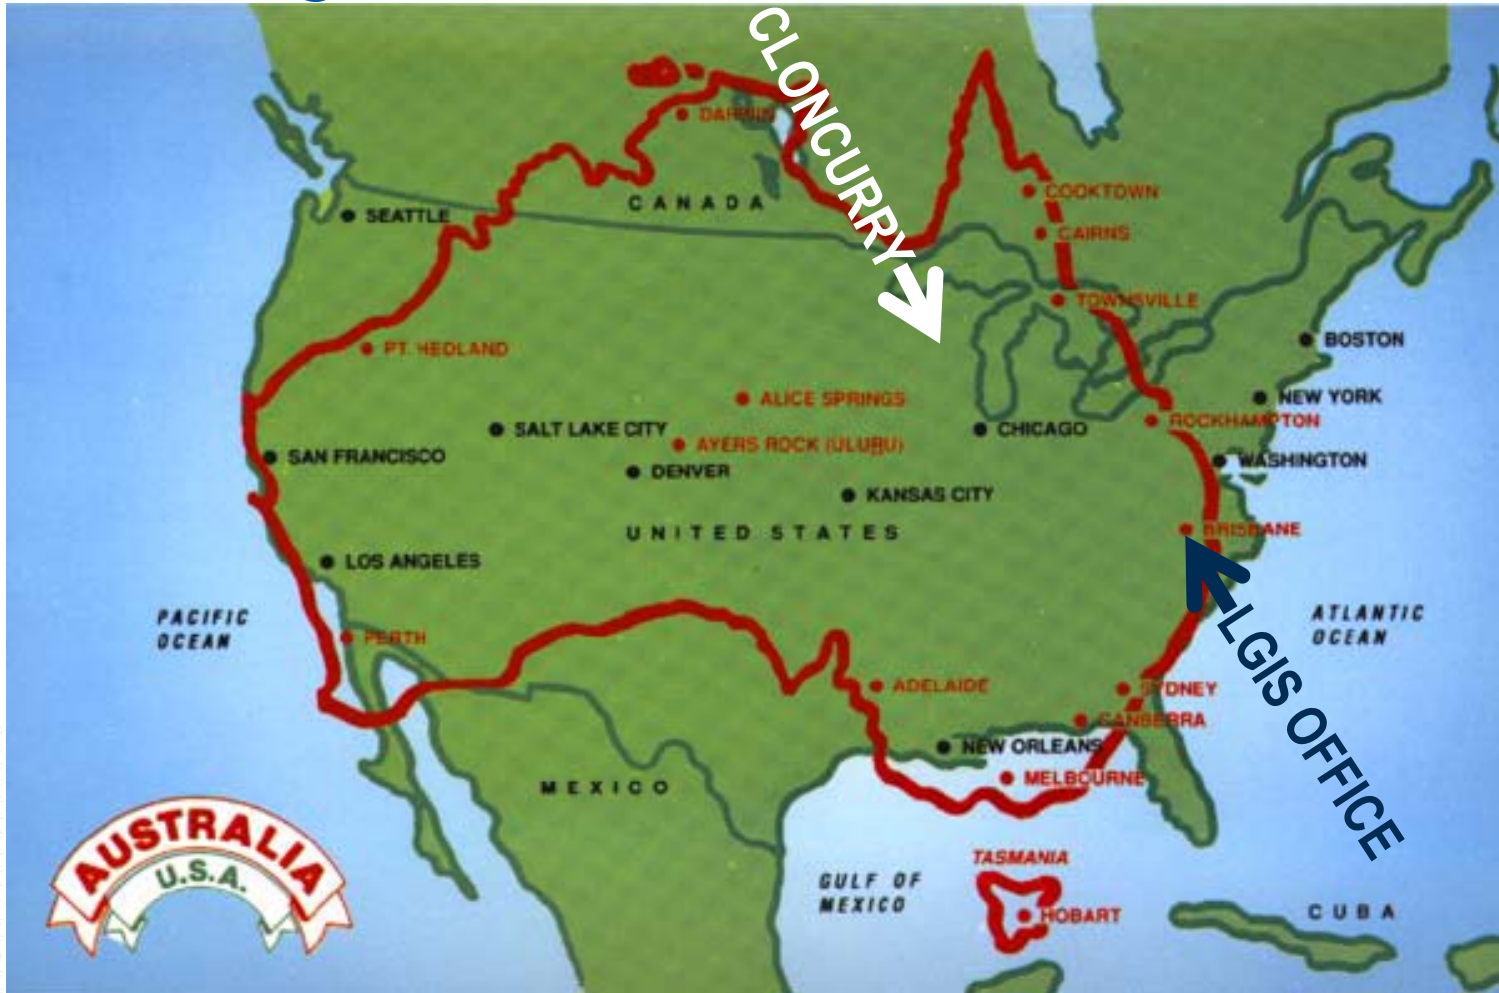 CLONCURRY
DARWIN
COOKTOWN
CANADA
SEATTLE
CAIRNS
TOWNSVILLE
BOSTON
PT. HEDLAND
ALICE SPRINGS
NEW YORK
SALT LAKE CITY
CHICAGO
ROCKHAMPTON
AYERS ROCK (ULURU)
SAN FRANCISCO
WASHINGTON
DENVER
KANSAS CITY
UNITED STATES
BRISBANE
LOS ANGELES
PACIFIC
OCEAN
ATLANTIC
OCEAN
PERTH
LGIS OFFICE
ADELAIDE
SYDNEY
CANBERRA
NEW ORLEANS
MELBOURNE
MEXICO
AUSTRALIA
U.S.A.
TASMANIA
GULF OF
MEXICO
HOBART
CUBA